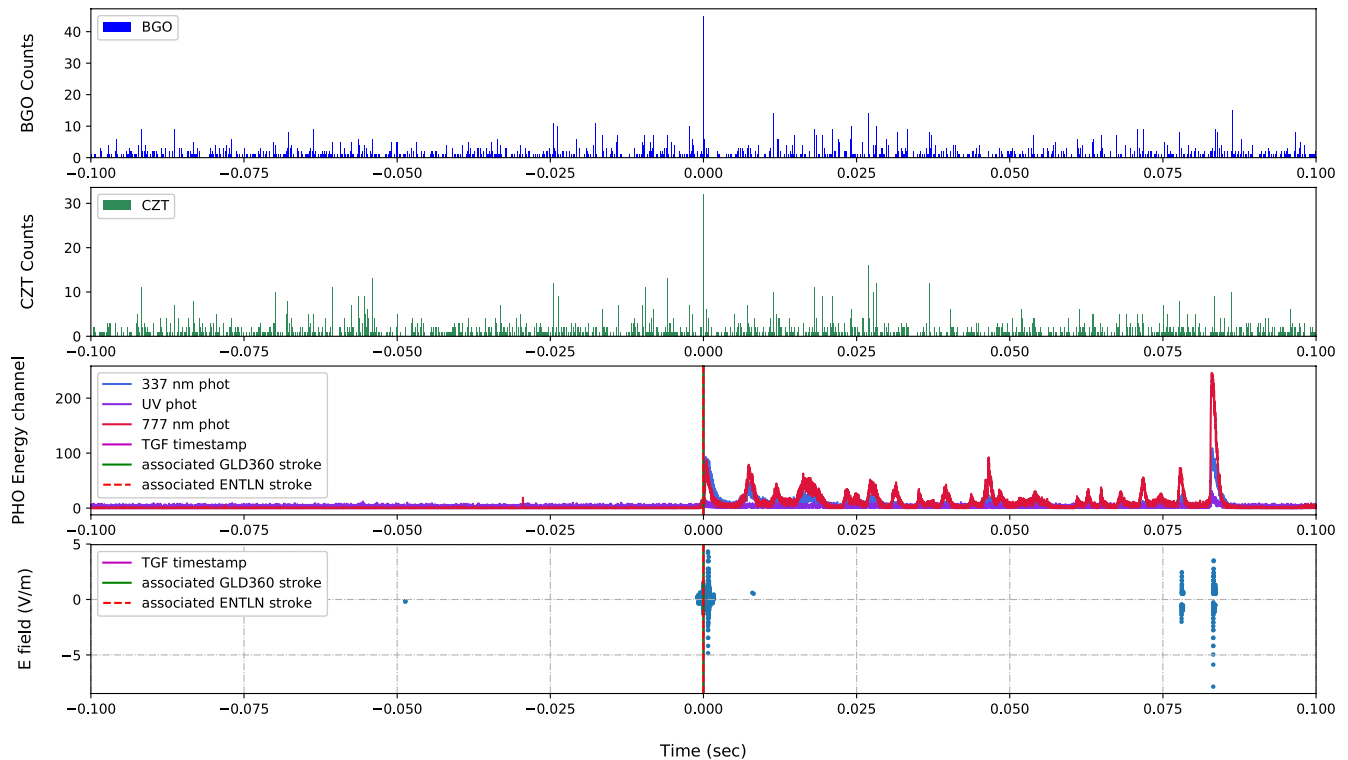 BGO Counts
BGO
40
30
20
10
0
−0.100 −0.075 −0.050 −0.025 0.000 0.025 0.050 0.075 0.100
CZT Counts
CZT
30
20
10
0
−0.100 −0.075 −0.050 −0.025 0.000 0.025 0.050 0.075 0.100
PHO Energy channel
337 nm phot
UV phot
777 nm phot
TGF timestamp
associated GLD360 stroke
associated ENTLN stroke
200
100
0
−0.100 −0.075 −0.050 −0.025 0.000 0.025 0.050 0.075 0.100
E field (V/m)
TGF timestamp
associated GLD360 stroke
associated ENTLN stroke
5
0
−5
−0.100 −0.075 −0.050 −0.025 0.000 0.025 0.050 0.075 0.100
Time (sec)